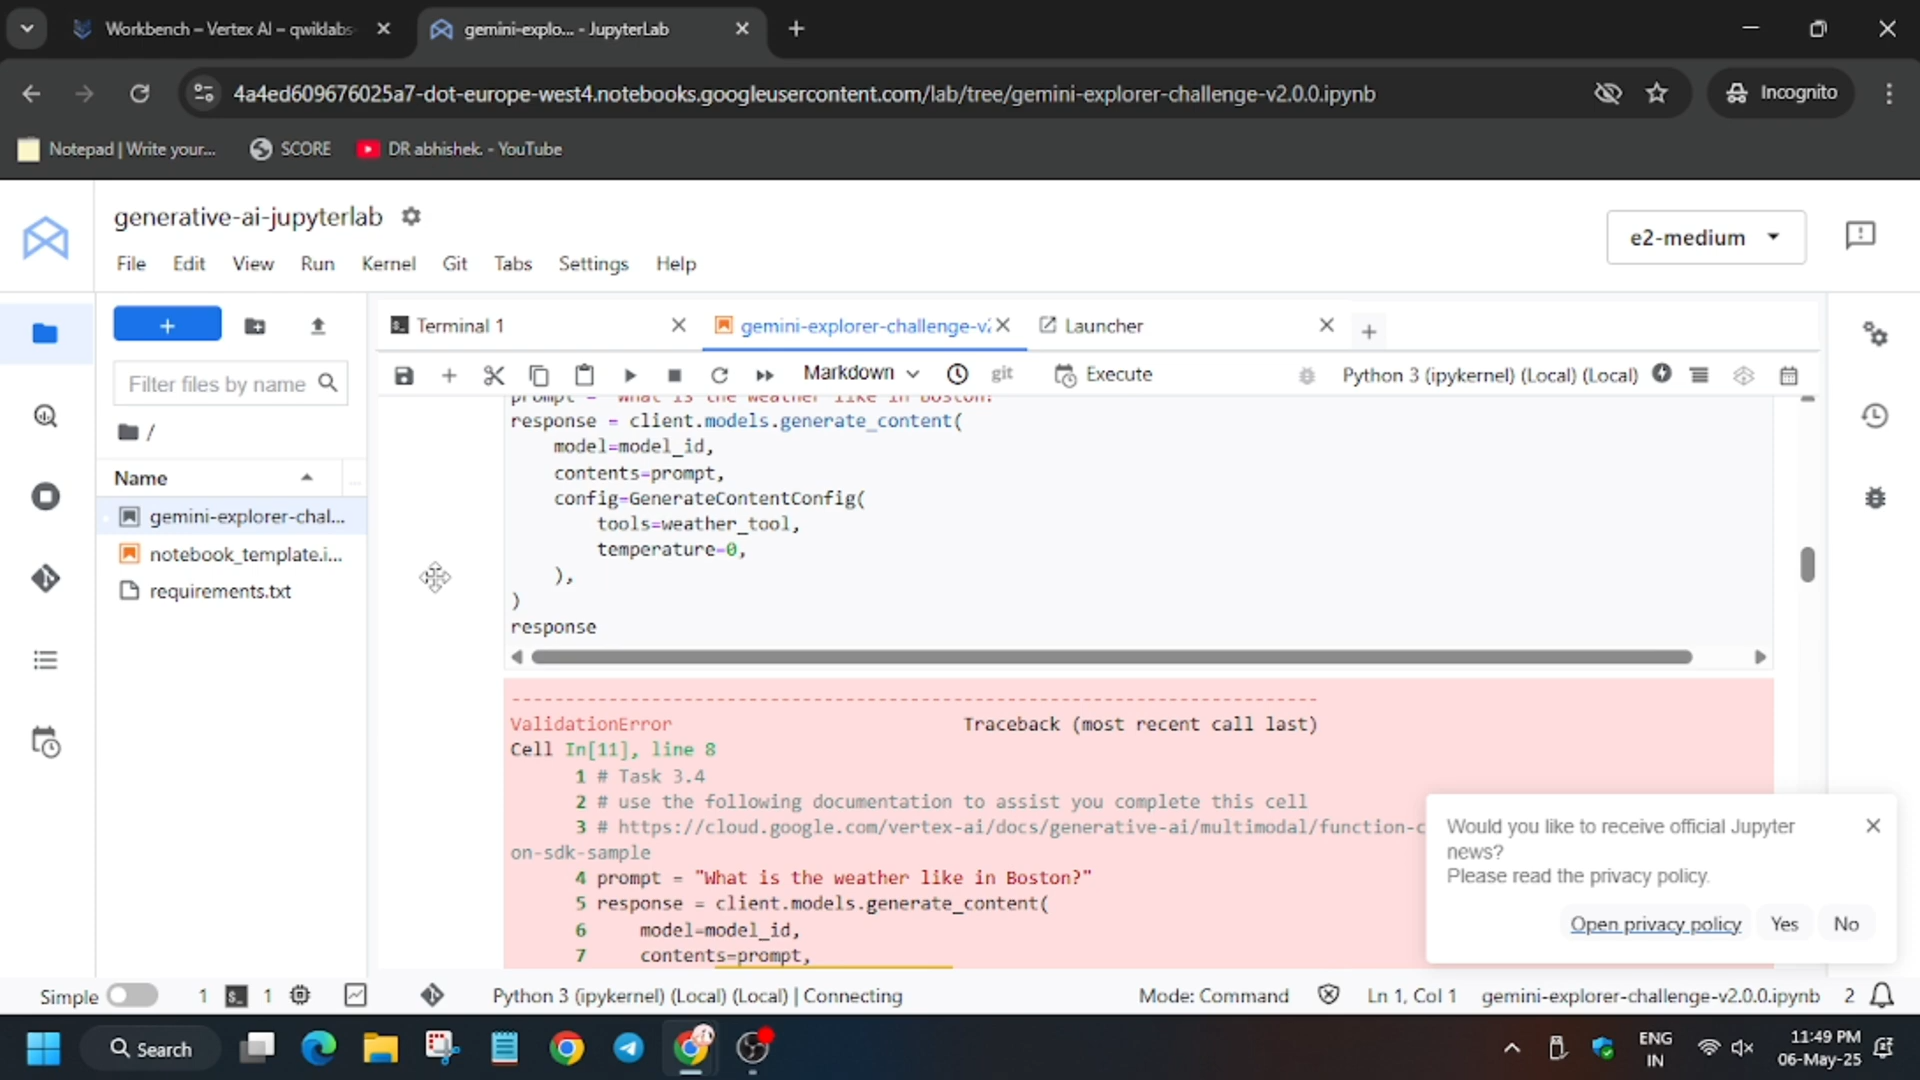 Workbench – Vertex AI – qwiklabs
gemini-explo... - JupyterLab
4a4ed609676025a7-dot-europe-west4.notebooks.googleusercontent.com/lab/tree/gemini-explorer-challenge-v2.0.0.ipynb
Incognito
Notepad | Write your...
SCORE
DR abhishek. - YouTube
generative-ai-jupyterlab
e2-medium
File
Edit
View
Run
Kernel
Git
Tabs
Settings
Help
Terminal 1
gemini-explorer-challenge-v
Launcher
Filter files by name
Markdown
git
Execute
Python 3 (ipykernel) (Local) (Local)
/
Name
gemini-explorer-chal...
notebook_template.i...
requirements.txt
prompt = "What is the weather like in Boston?
response = client.models.generate_content(
model=model_id,
contents=prompt,
config=GenerateContentConfig(
tools=weather_tool,
temperature=0,
),
)
response
---------------------------------------------------------------------------
ValidationError Traceback (most recent call last)
Cell In[11], line 8
1 # Task 3.4
2 # use the following documentation to assist you complete this cell
3 # https://cloud.google.com/vertex-ai/docs/generative-ai/multimodal/function-c
on-sdk-sample
4 prompt = "What is the weather like in Boston?"
5 response = client.models.generate_content(
6 model=model_id,
7 contents=prompt,
Would you like to receive official Jupyter
news?
Please read the privacy policy.
Open privacy policy
Yes
No
Simple
1
1
Python 3 (ipykernel) (Local) (Local) | Connecting
Mode: Command
Ln 1, Col 1
gemini-explorer-challenge-v2.0.0.ipynb
2
Search
ENG
IN
11:49 PM
06-May-25